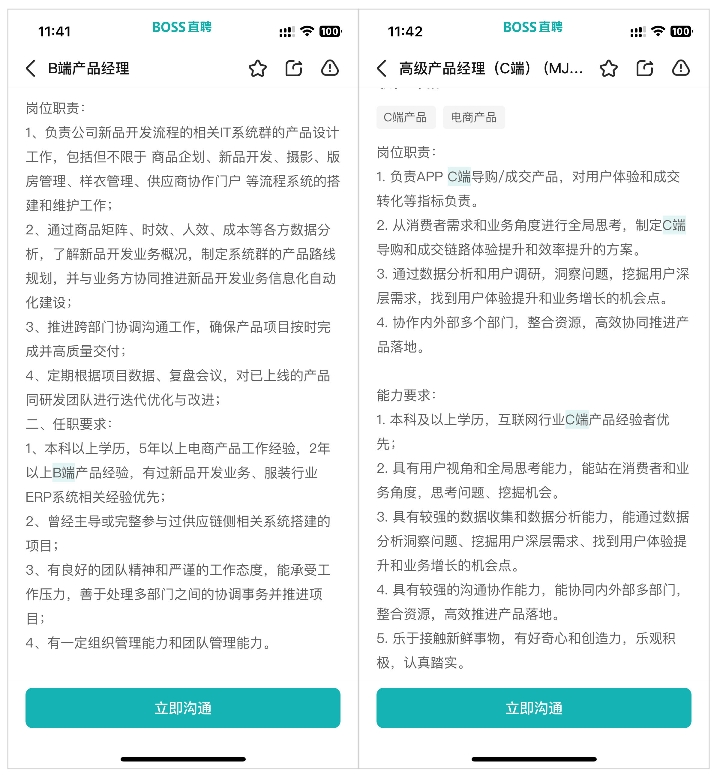 11:41
BOSS直聘
100
B端产品经理
岗位职责：
1、负责公司新品开发流程的相关IT系统群的产品设计
工作，包括但不限于 商品企划、新品开发、摄影、版
房管理、样衣管理、供应商协作门户 等流程系统的搭
建和维护工作；
2、通过商品矩阵、时效、人效、成本等各方数据分
析，了解新品开发业务概况，制定系统群的产品路线
规划，并与业务方协同推进新品开发业务信息化自动
化建设；
3、推进跨部门协调沟通工作，确保产品项目按时完
成并高质量交付；
4、定期根据项目数据、复盘会议，对已上线的产品
同研发团队进行迭代优化与改进；
二、任职要求：
1、本科以上学历，5年以上电商产品工作经验，2年
以上B端产品经验，有过新品开发业务、服装行业
ERP系统相关经验优先；
2、曾经主导或完整参与过供应链侧相关系统搭建的
项目；
3、有良好的团队精神和严谨的工作态度，能承受工
作压力，善于处理多部门之间的协调事务并推进项
目；
4、有一定组织管理能力和团队管理能力。
立即沟通
11:42
BOSS直聘
100
高级产品经理（C端）（MJ...
C端产品
电商产品
岗位职责：
1. 负责APP C端导购/成交产品，对用户体验和成交
转化等指标负责。
2. 从消费者需求和业务角度进行全局思考，制定C端
导购和成交链路体验提升和效率提升的方案。
3. 通过数据分析和用户调研，洞察问题，挖掘用户深
层需求，找到用户体验提升和业务增长的机会点。
4. 协作内外部多个部门，整合资源，高效协同推进产
品落地。
能力要求：
1. 本科及以上学历，互联网行业C端产品经验者优
先；
2. 具有用户视角和全局思考能力，能站在消费者和业
务角度，思考问题、挖掘机会。
3. 具有较强的数据收集和数据分析能力，能通过数据
分析洞察问题、挖掘用户深层需求、找到用户体验提
升和业务增长的机会点。
4. 具有较强的沟通协作能力，能协同内外部多部门，
整合资源，高效推进产品落地。
5. 乐于接触新鲜事物，有好奇心和创造力，乐观积
极，认真踏实。
立即沟通